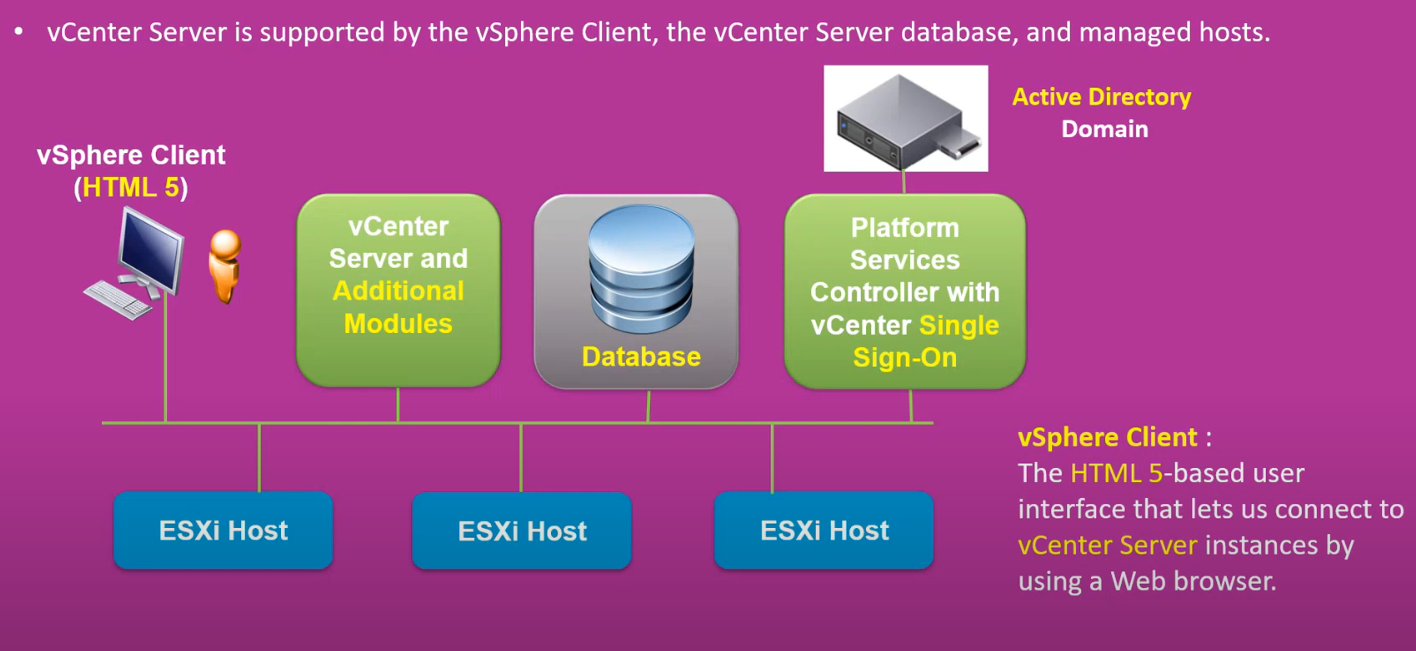 • vCenter Server is supported by the vSphere Client, the vCenter Server database, and managed hosts.
Active Directory
Domain
vSphere Client
(HTML 5)
vCenter
Server and
Additional
Modules
Database
Platform
Services
Controller with
vCenter Single
Sign-On
ESXi Host
ESXi Host
ESXi Host
vSphere Client :
The HTML 5-based user
interface that lets us connect to
vCenter Server instances by
using a Web browser.